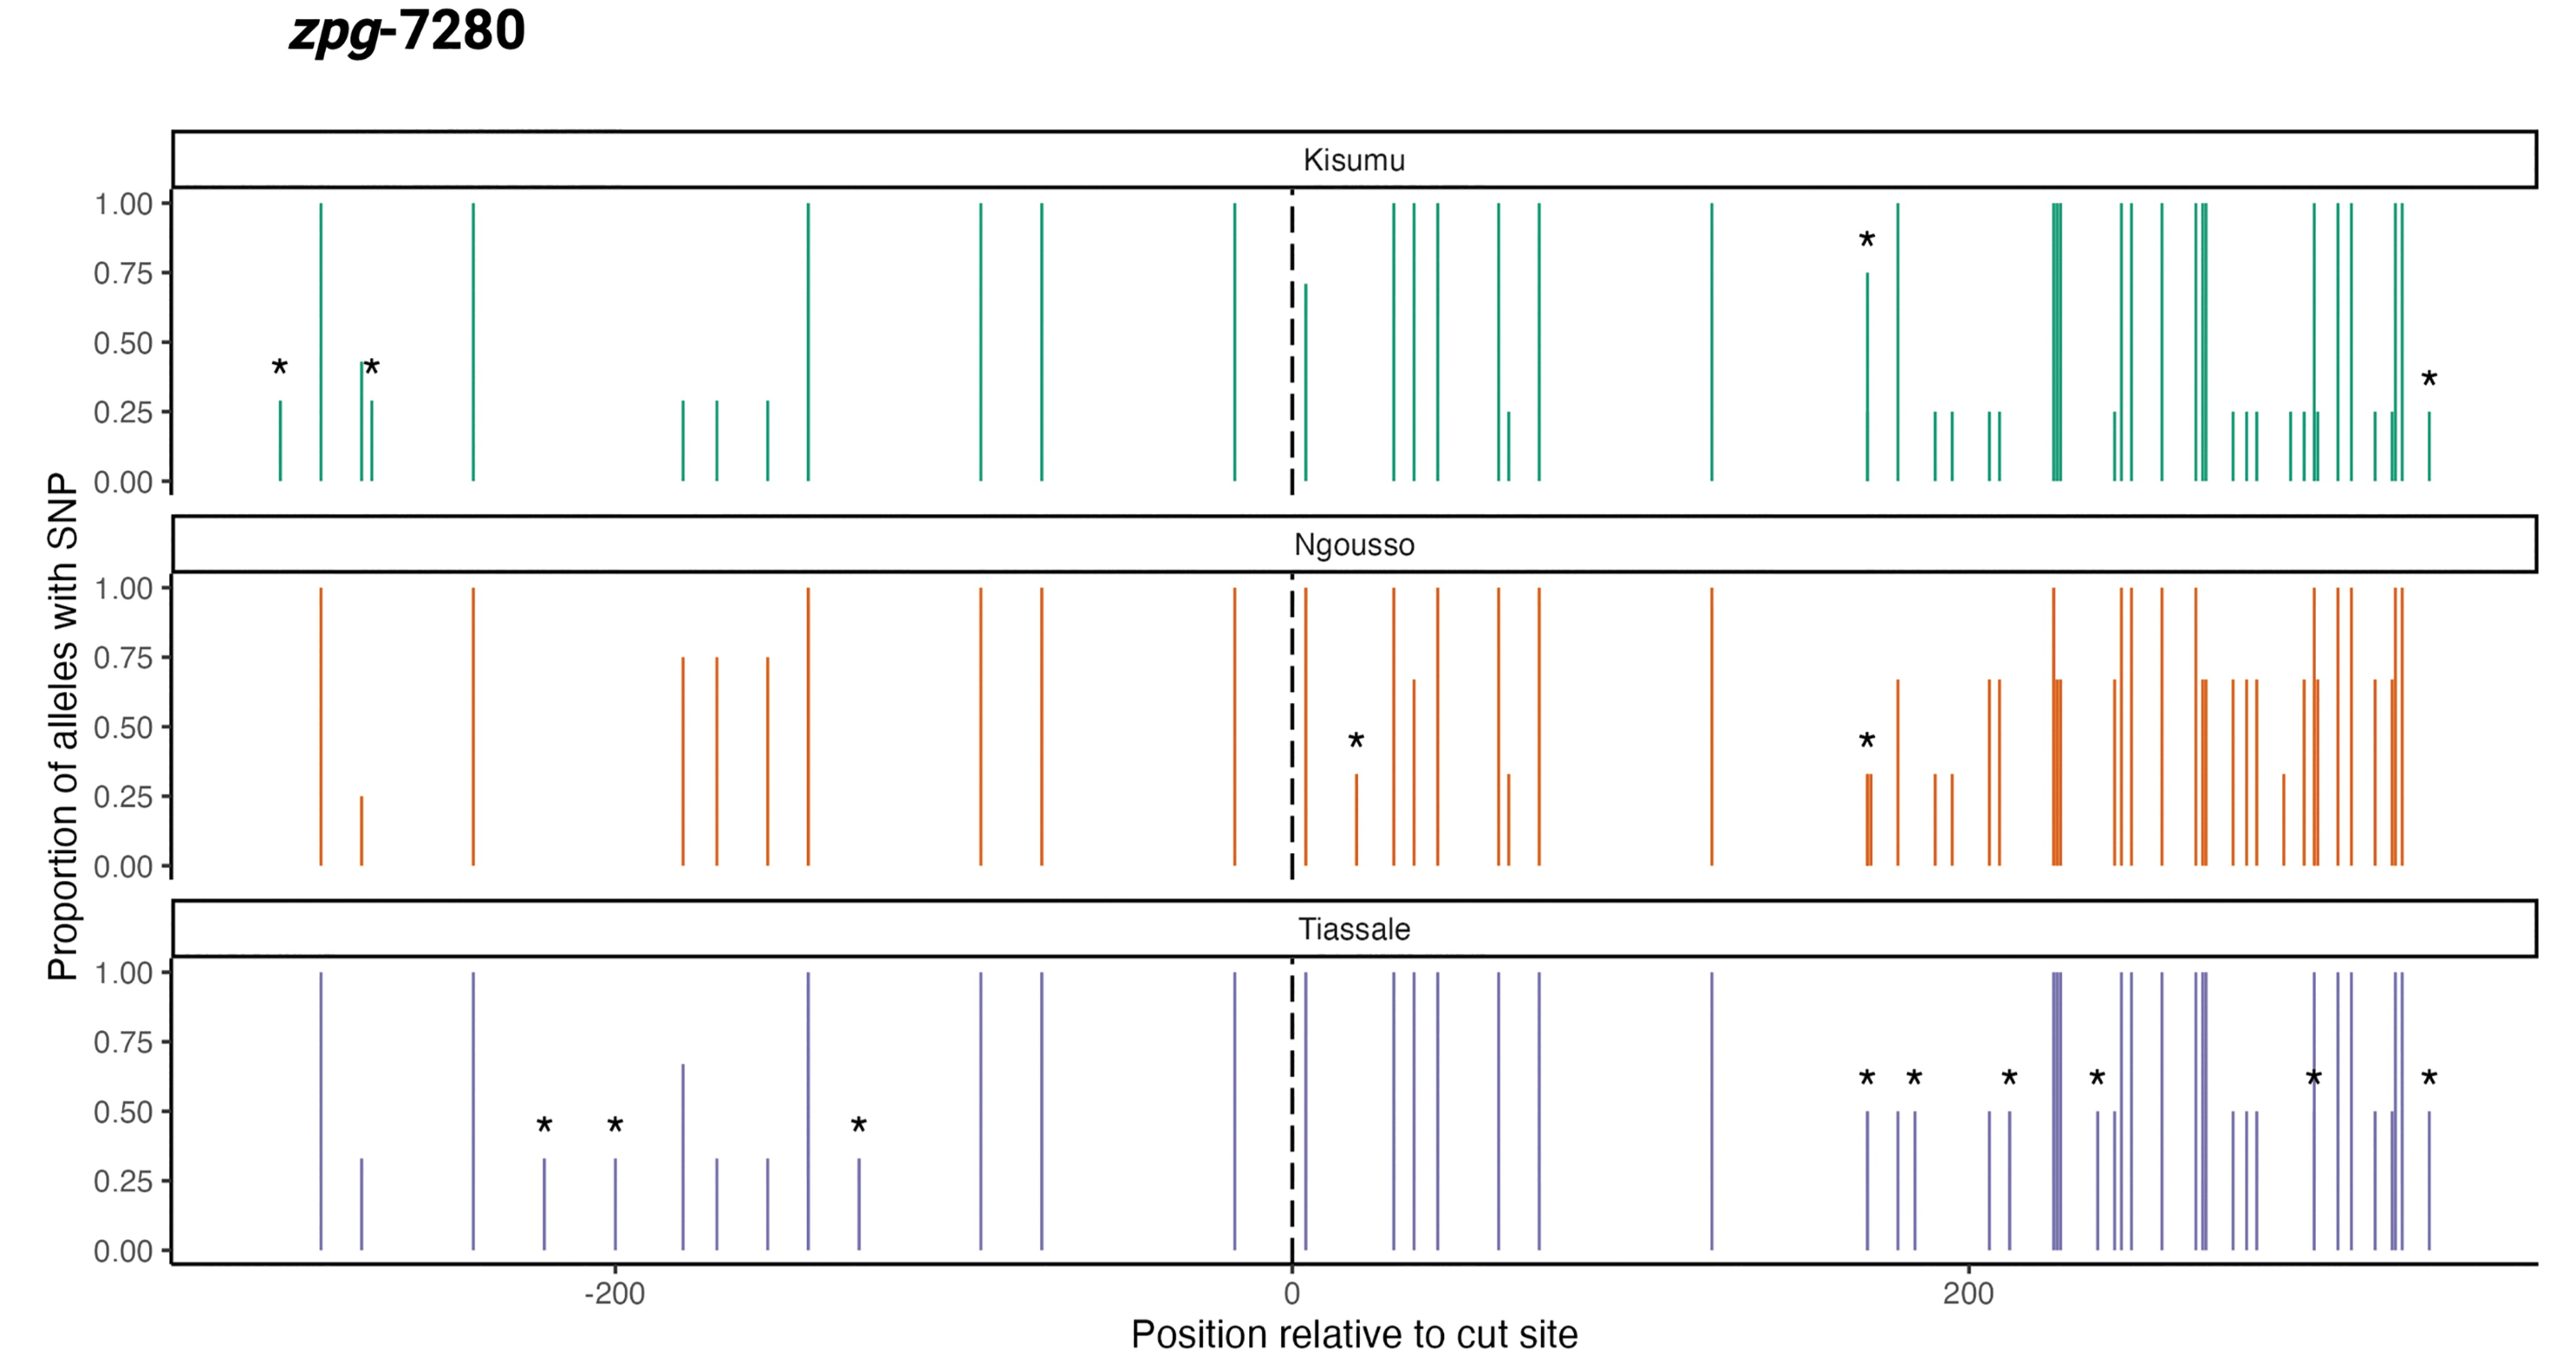 zpg-7280
Kisumu
1.00
0.75
0.50
0.25
0.00
* * * *
Ngousso
1.00
0.75
0.50
0.25
0.00
* *
Tiassale
1.00
0.75
0.50
0.25
0.00
* * * * * * * * *
-200 0 200
Position relative to cut site
Proportion of alleles with SNP